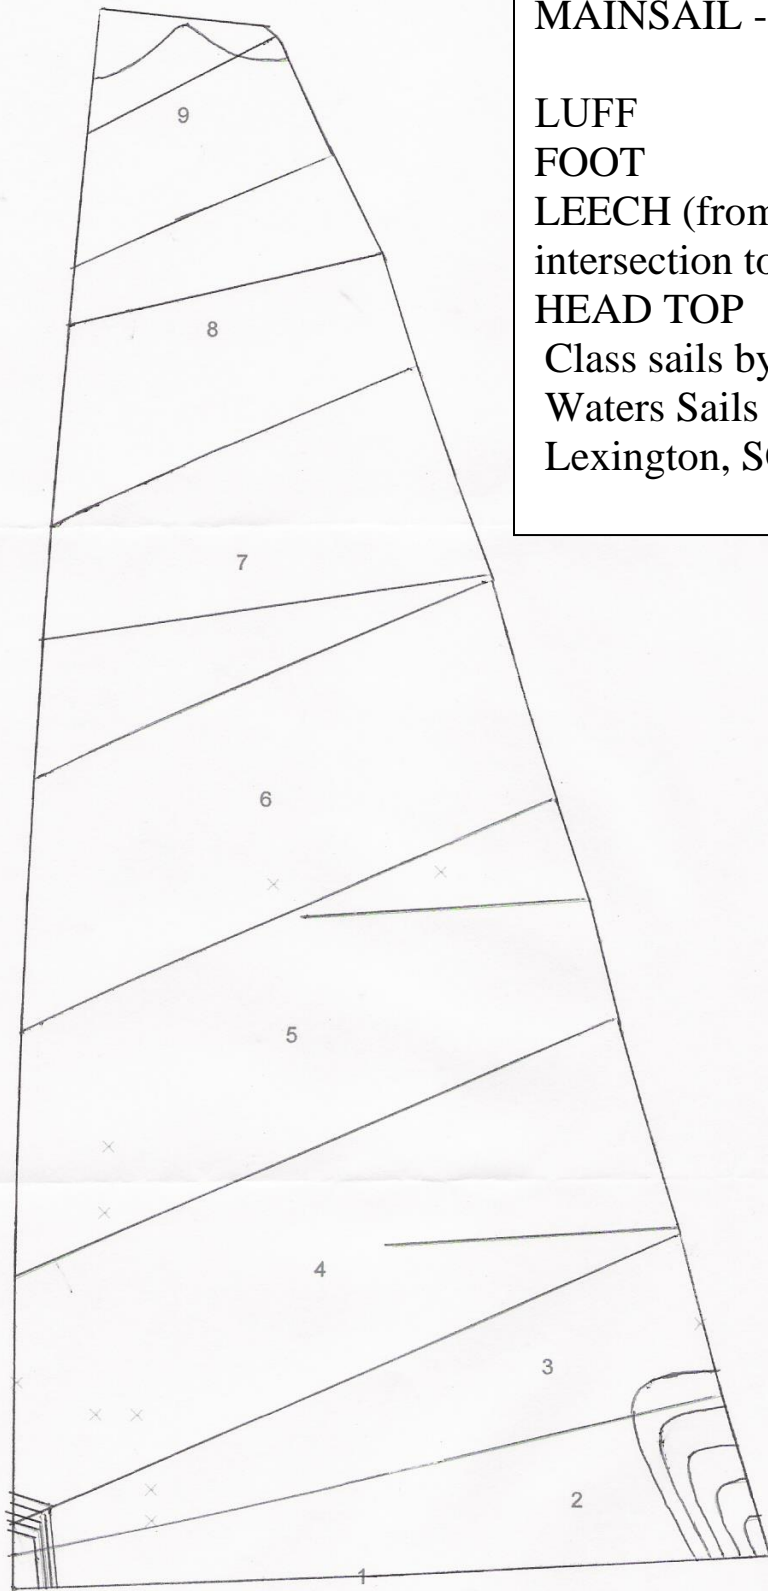 MAINSAIL -
LUFF
FOOT
LEECH (from
intersection to
HEAD TOP
Class sails by
Waters Sails
Lexington, SC
9
8
7
6
5
4
3
2
1